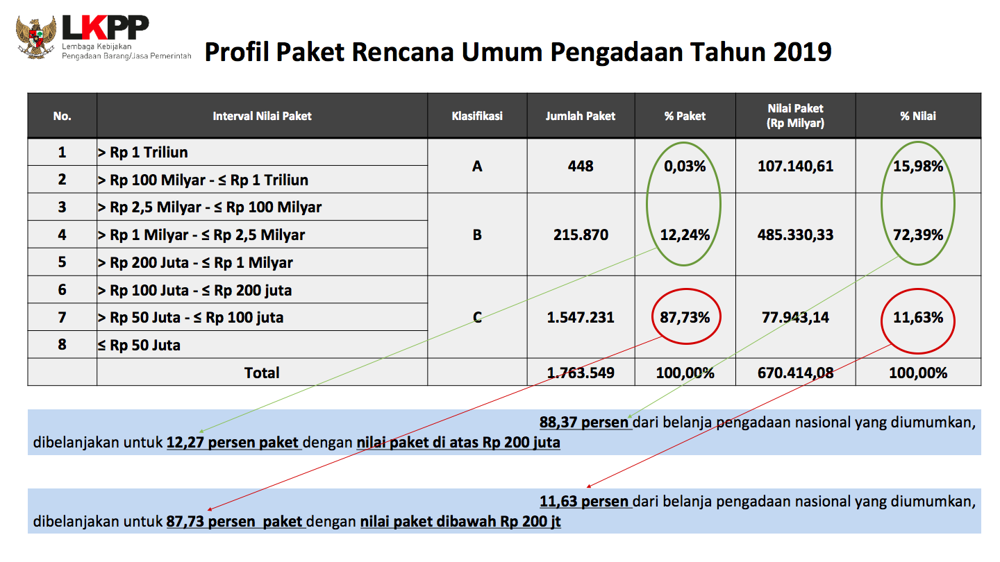 LKPP
Lembaga Kebijakan
Pengadaan Barang/Jasa Pemerintah
Profil Paket Rencana Umum Pengadaan Tahun 2019
No. Interval Nilai Paket Klasifikasi Jumlah Paket % Paket Nilai Paket (Rp Milyar) % Nilai
1 > Rp 1 Triliun
A 448 0,03% 107.140,61 15,98%
2 > Rp 100 Milyar - ≤ Rp 1 Triliun
3 > Rp 2,5 Milyar - ≤ Rp 100 Milyar
4 > Rp 1 Milyar - ≤ Rp 2,5 Milyar B 215.870 12,24% 485.330,33 72,39%
5 > Rp 200 Juta - ≤ Rp 1 Milyar
6 > Rp 100 Juta - ≤ Rp 200 juta
7 > Rp 50 Juta - ≤ Rp 100 juta C 1.547.231 87,73% 77.943,14 11,63%
8 ≤ Rp 50 Juta
Total 1.763.549 100,00% 670.414,08 100,00%
88,37 persen dari belanja pengadaan nasional yang diumumkan,
dibelanjakan untuk 12,27 persen paket dengan nilai paket di atas Rp 200 juta
11,63 persen dari belanja pengadaan nasional yang diumumkan,
dibelanjakan untuk 87,73 persen paket dengan nilai paket dibawah Rp 200 jt